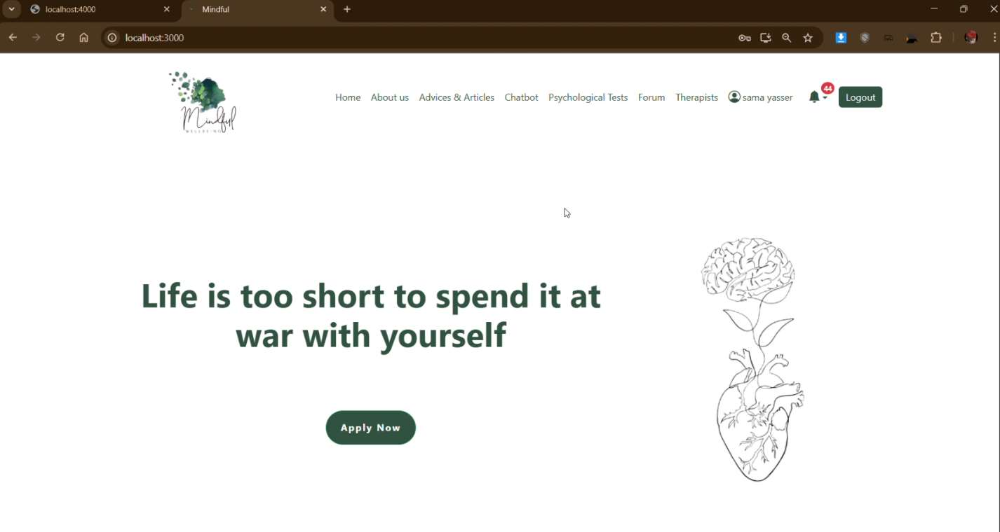 localhost:4000
Mindful
localhost:3000
Mindful
WELLBEING
Home About us Advices & Articles Chatbot Psychological Tests Forum Therapists sama yasser 44 Logout
Life is too short to spend it at
war with yourself
Apply Now